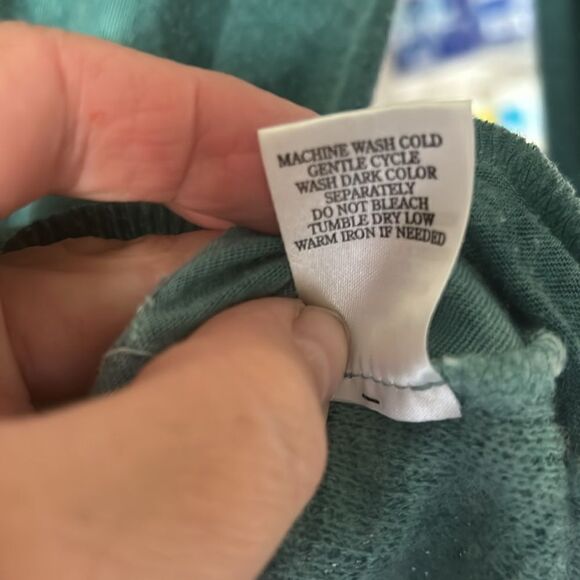 MACHINE WASH COLD
GENTLE CYCLE
WASH DARK COLOR
SEPARATELY
DO NOT BLEACH
TUMBLE DRY LOW
WARM IRON IF NEEDED